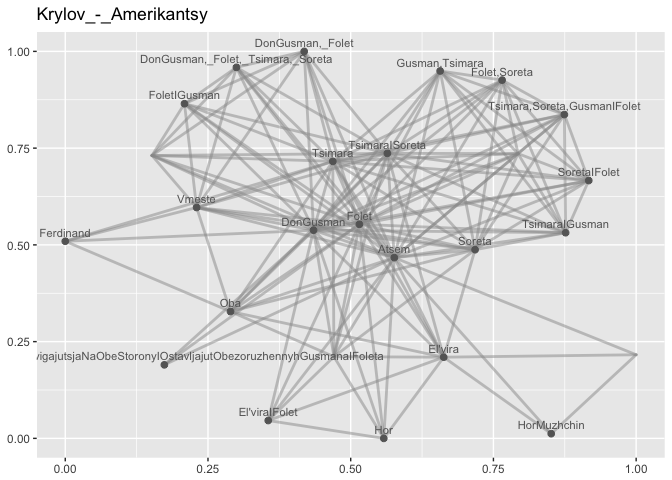 Krylov_-_Amerikantsy
DonGusman,_Folet
DonGusman,_Folet,_Tsimara,_Soreta
Gusman,Tsimara
Folet,Soreta
FoletIGusman
Tsimara,Soreta,GusmanIFolet
TsimaraISoreta
Tsimara
SoretaIFolet
Vmeste
DonGusman
Folet
TsimaraIGusman
Ferdinand
Soreta
Atsem
Oba
vigajutsjaNaObeStoronyIOstavljajutObezoruzhennyhGusmanaIFoleta
El'vira
El'viraIFolet
Hor
HorMuzhchin
1.00
0.75
0.50
0.25
0.00
0.00 0.25 0.50 0.75 1.00